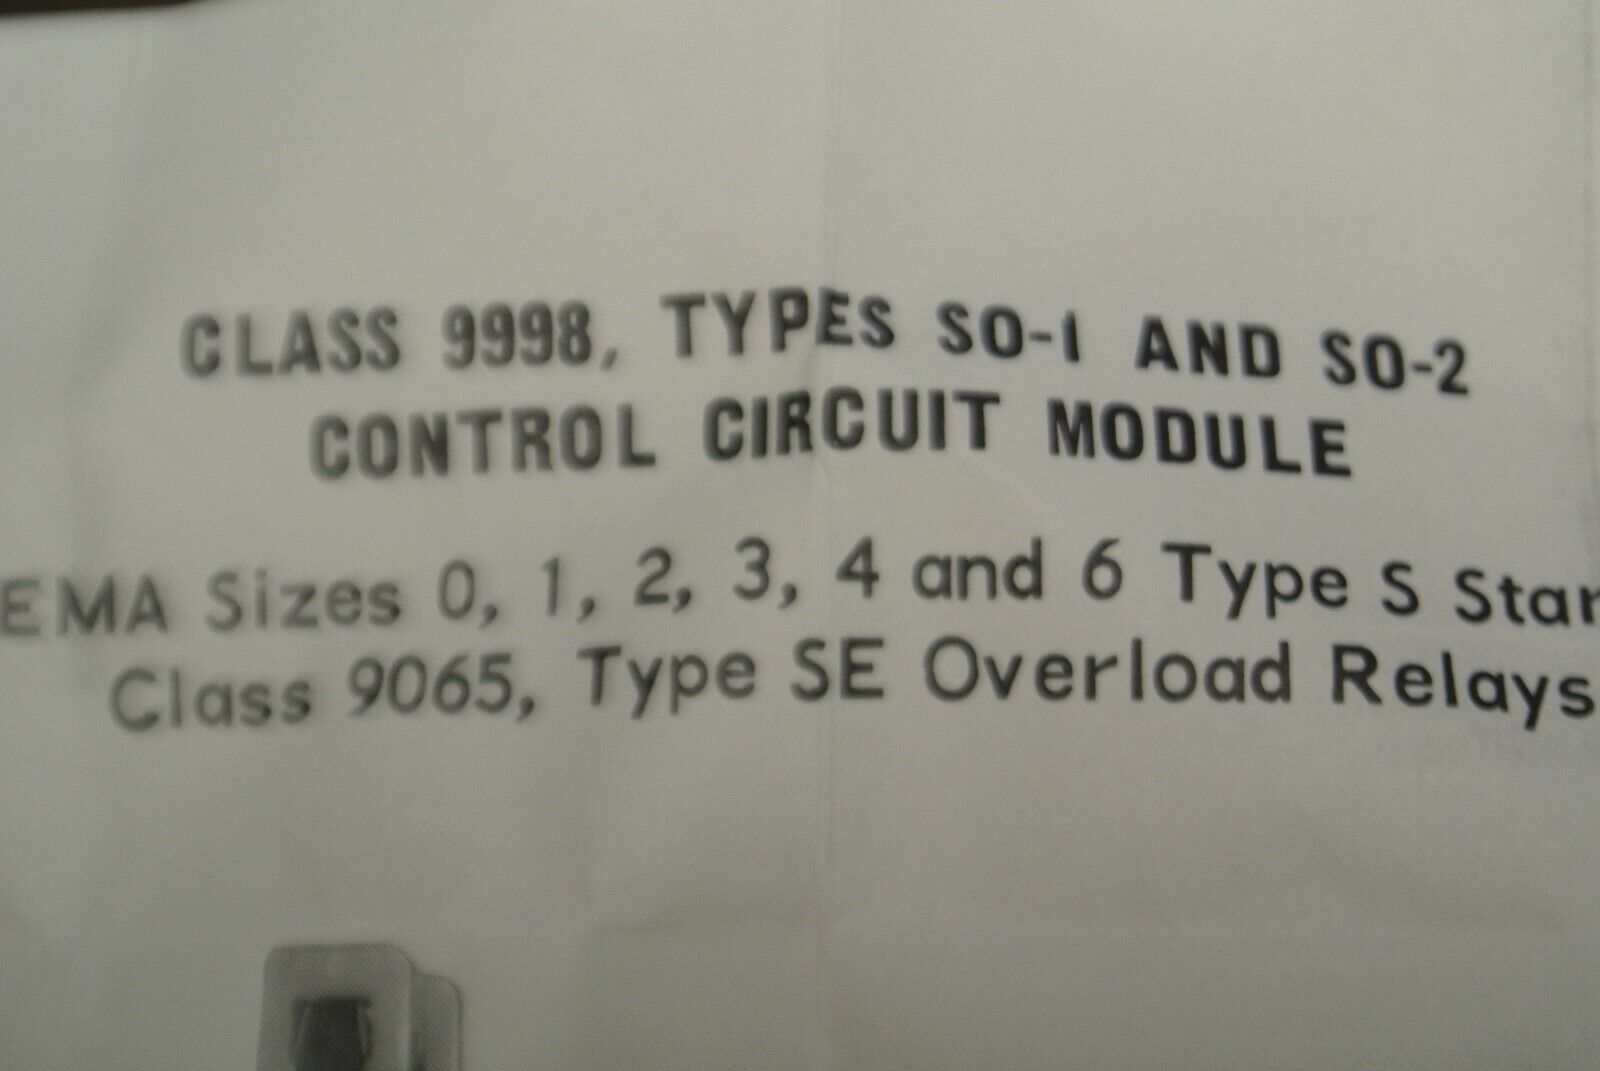 CLASS 9998, TYPES SO-1 AND SO-2
CONTROL CIRCUIT MODULE
EMA Sizes 0, 1, 2, 3, 4 and 6 Type S Star
Class 9065, Type SE Overload Relays